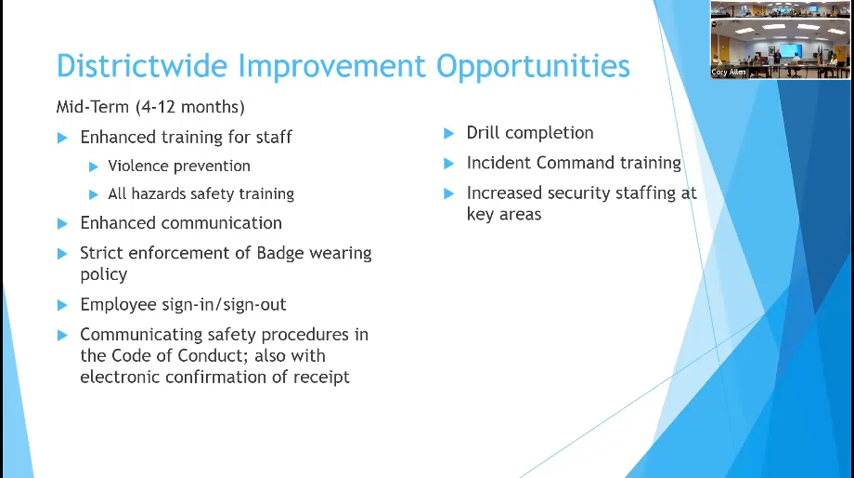 Districtwide Improvement Opportunities
Mid-Term (4-12 months)
Enhanced training for staff
Violence prevention
All hazards safety training
Enhanced communication
Strict enforcement of Badge wearing
policy
Employee sign-in/sign-out
Communicating safety procedures in
the Code of Conduct; also with
electronic confirmation of receipt
Drill completion
Incident Command training
Increased security staffing at
key areas
Cory Allen